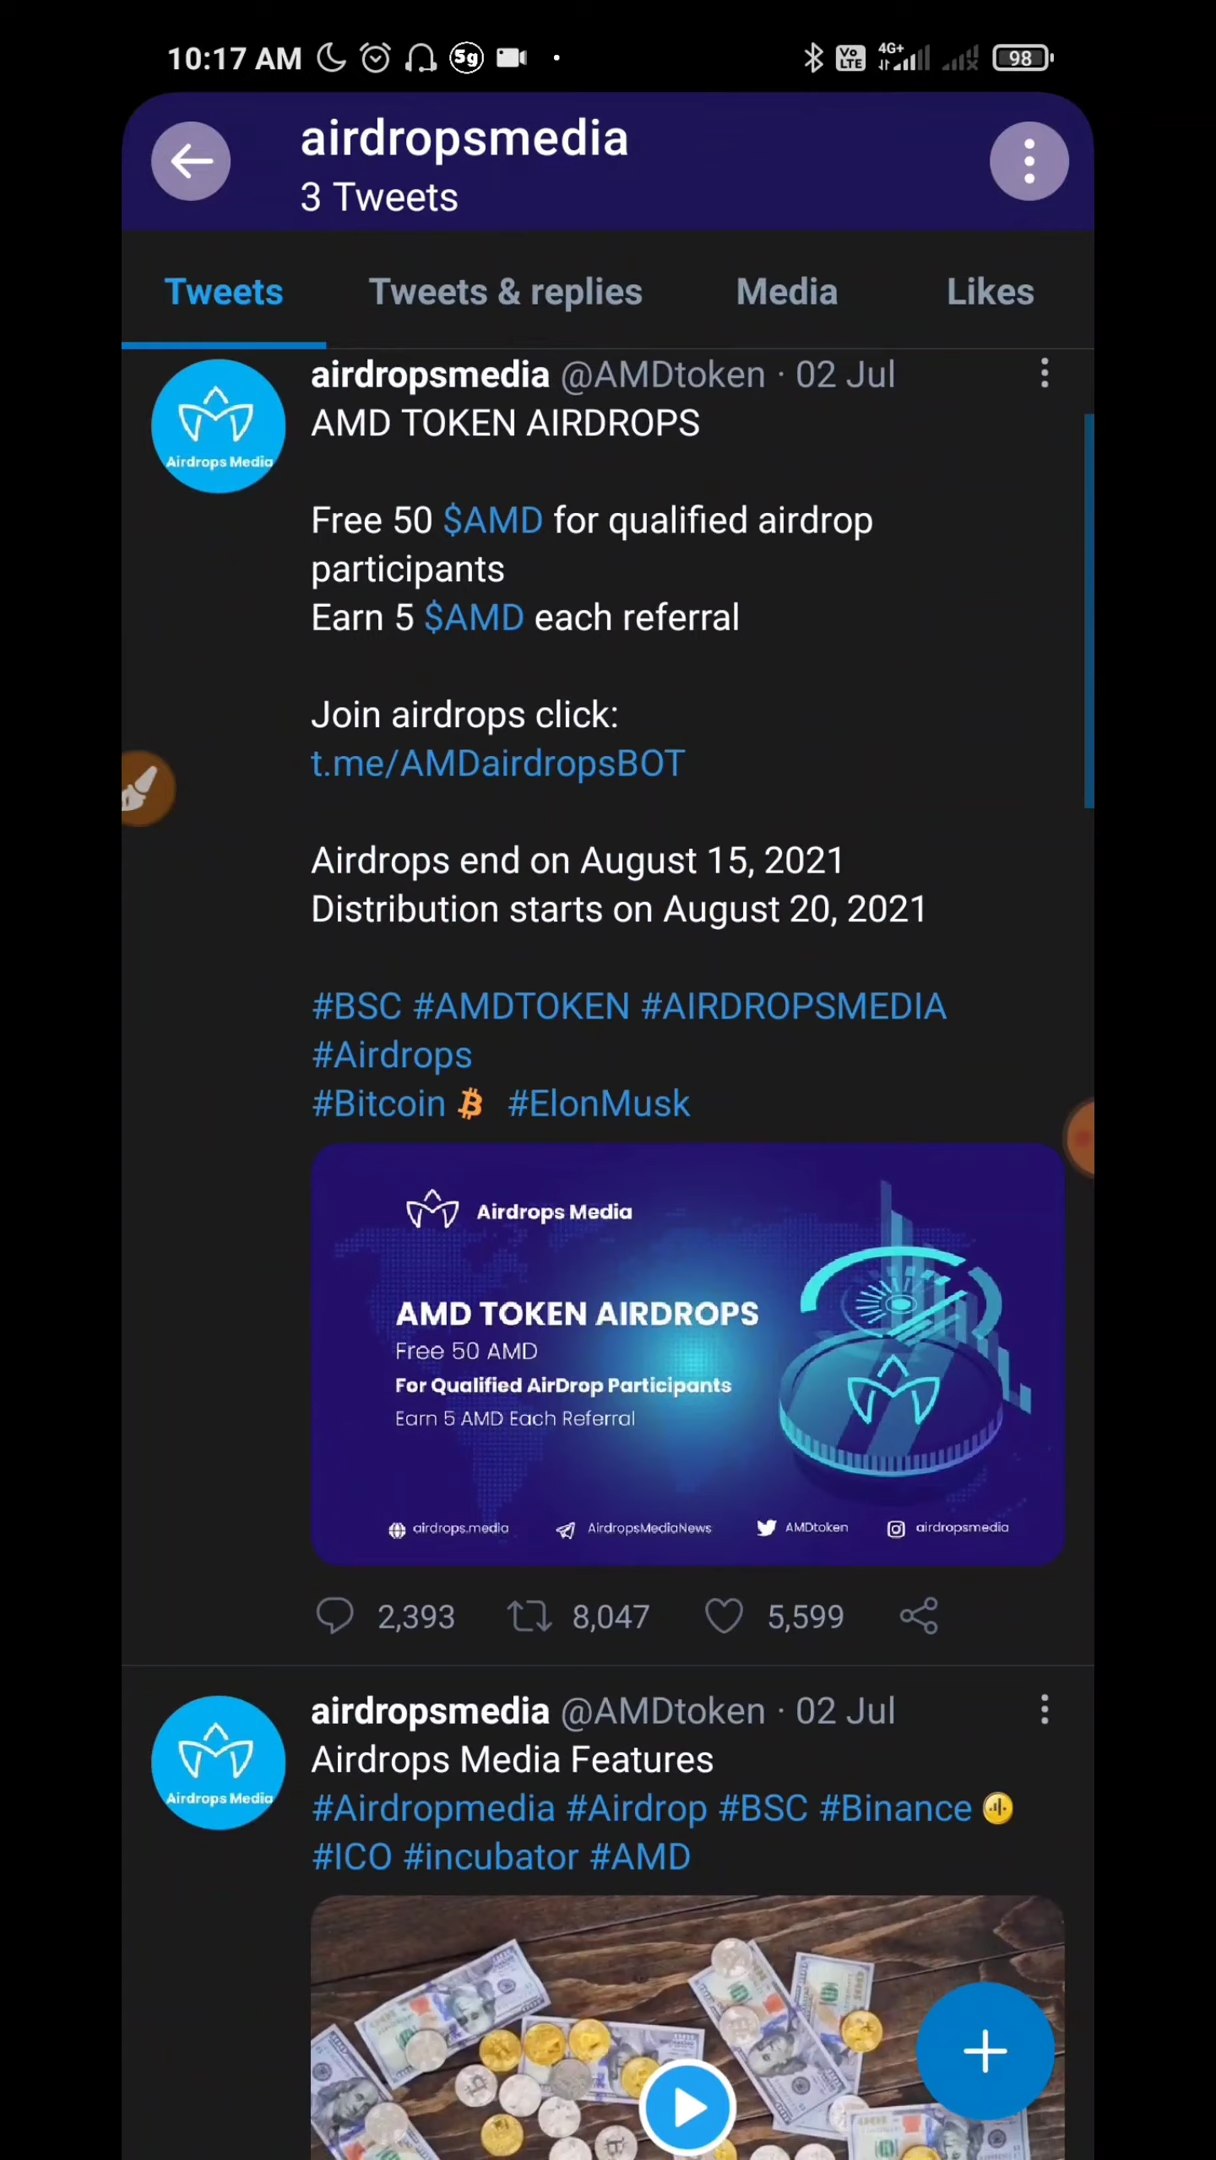 10:17 AM 5g Vo LTE 4G+ 98
airdropsmedia
3 Tweets
Tweets Tweets & replies Media Likes
airdropsmedia @AMDtoken · 02 Jul
Airdrops Media
AMD TOKEN AIRDROPS
Free 50 $AMD for qualified airdrop
participants
Earn 5 $AMD each referral
Join airdrops click:
t.me/AMDairdropsBOT
Airdrops end on August 15, 2021
Distribution starts on August 20, 2021
#BSC #AMDTOKEN #AIRDROPSMEDIA
#Airdrops
#Bitcoin #ElonMusk
Airdrops Media
AMD TOKEN AIRDROPS
Free 50 AMD
For Qualified AirDrop Participants
Earn 5 AMD Each Referral
airdrops.media AirdropsMediaNews AMDtoken airdropsmedia
2,393 8,047 5,599
airdropsmedia @AMDtoken · 02 Jul
Airdrops Media
Airdrops Media Features
#Airdropmedia #Airdrop #BSC #Binance
#ICO #incubator #AMD